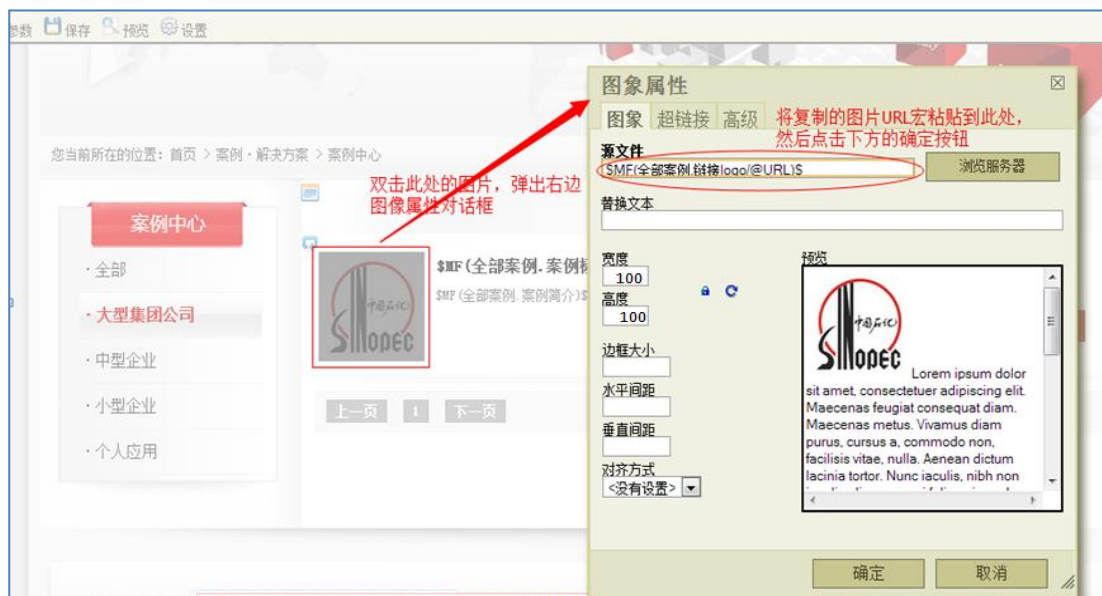 参数 保存 预览 设置
您当前所在的位置：首页 > 案例·解决方案 > 案例中心
案例中心
·全部
·大型集团公司
·中型企业
·小型企业
·个人应用
双击此处的图片，弹出右边
图像属性对话框
$MF(全部案例.案例标
$MF(全部案例.案例简介)$
中国石化
SINOPEC
上一页 1 下一页
图象属性
图象 超链接 高级
将复制的图片URL宏粘贴到此处，
然后点击下方的确定按钮
源文件
$MF(全部案例.链接logo/@URL)$
浏览服务器
替换文本
宽度
100
高度
100
边框大小
水平间距
垂直间距
对齐方式
<没有设置>
预览
中国石化
SINOPEC
Lorem ipsum dolor
sit amet, consectetuer adipiscing elit.
Maecenas feugiat consequat diam.
Maecenas metus. Vivamus diam
purus, cursus a, commodo non,
facilisis vitae, nulla. Aenean dictum
lacinia tortor. Nunc iaculis, nibh non
确定 取消